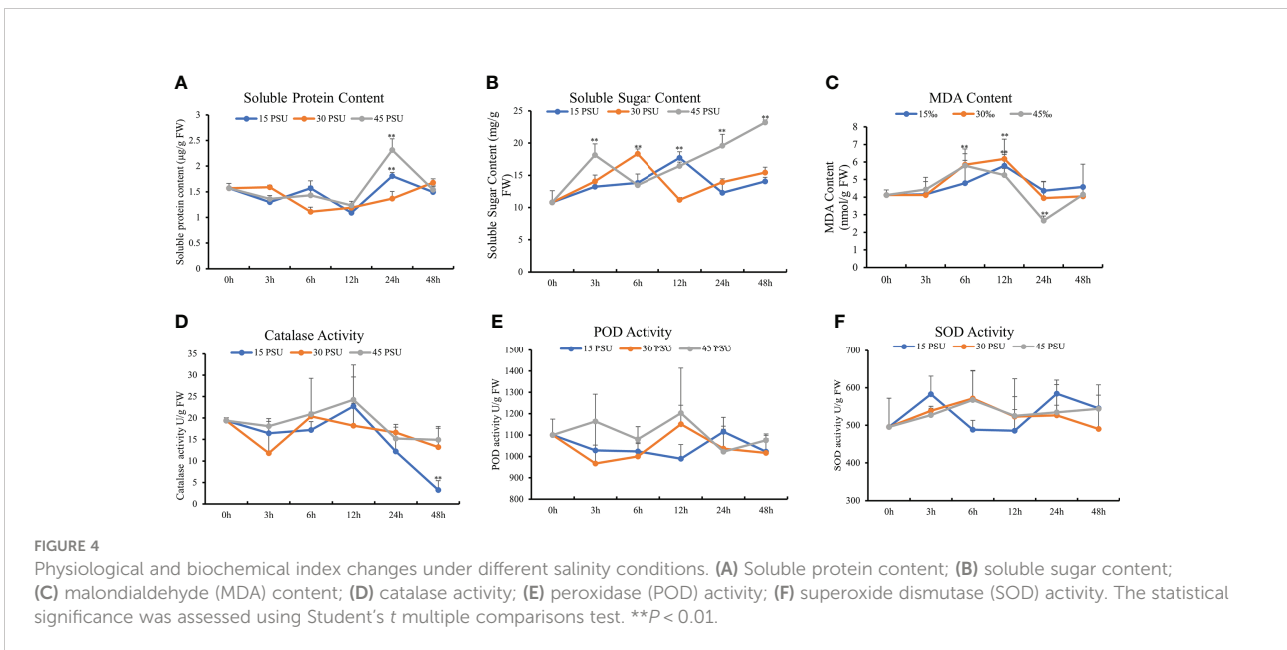 A
Soluble Protein Content
15 PSU 30 PSU 45 PSU
Soluble protein content (µg/g FW)
3
2.5
2
1.5
1
0.5
0
** 
**
0h 3h 6h 12h 24h 48h
B
Soluble Sugar Content
15 PSU 30 PSU 45 PSU
Soluble Sugar Content (mg/g
FW)
25
20
15
10
5
0
** ** ** ** **
0h 3h 6h 12h 24h 48h
C
MDA Content
15‰ 30‰ 45‰
MDA Content
(nmol/g FW)
8
7
6
5
4
3
2
1
0
** ** ** **
0h 3h 6h 12h 24h 48h
D
Catalase Activity
15 PSU 30 PSU 45 PSU
Catalase activity U/g FW
35
30
25
20
15
10
5
0
**
0h 3h 6h 12h 24h 48h
E
POD Activity
15 PSU 30 PSU 45 PSU
POD activity U/g FW
1500
1400
1300
1200
1100
1000
900
800
0h 3h 6h 12h 24h 48h
F
SOD Activity
15 PSU 30 PSU 45 PSU
SOD activity U/g FW
700
600
500
400
300
0h 3h 6h 12h 24h 48h
FIGURE 4
Physiological and biochemical index changes under different salinity conditions. (A) Soluble protein content; (B) soluble sugar content;
(C) malondialdehyde (MDA) content; (D) catalase activity; (E) peroxidase (POD) activity; (F) superoxide dismutase (SOD) activity. The statistical
significance was assessed using Student's t multiple comparisons test. **P < 0.01.